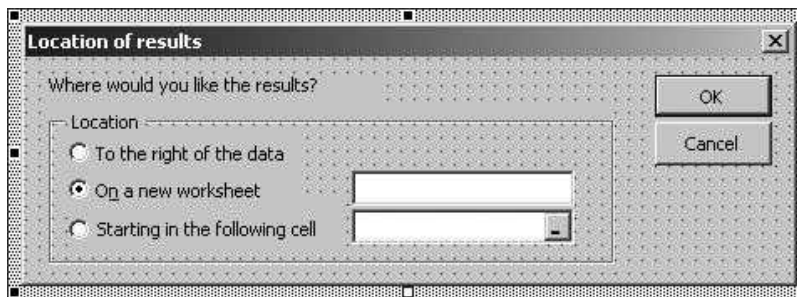 Location of results
Where would you like the results?
OK
Location
Cancel
To the right of the data
On a new worksheet
Starting in the following cell